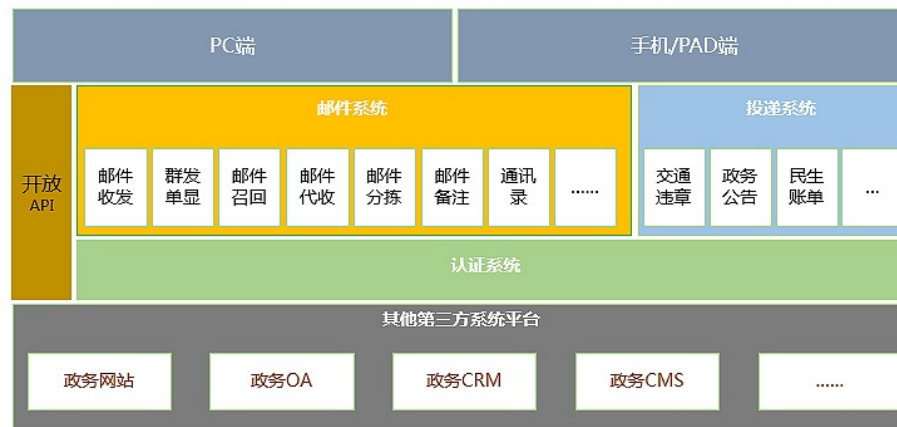 PC端
手机/PAD端
开放
API
邮件系统
邮件
收发
群发
单显
邮件
召回
邮件
代收
邮件
分拣
邮件
备注
通讯
录
......
投递系统
交通
违章
政务
公告
民生
账单
...
认证系统
其他第三方系统平台
政务网站
政务OA
政务CRM
政务CMS
......